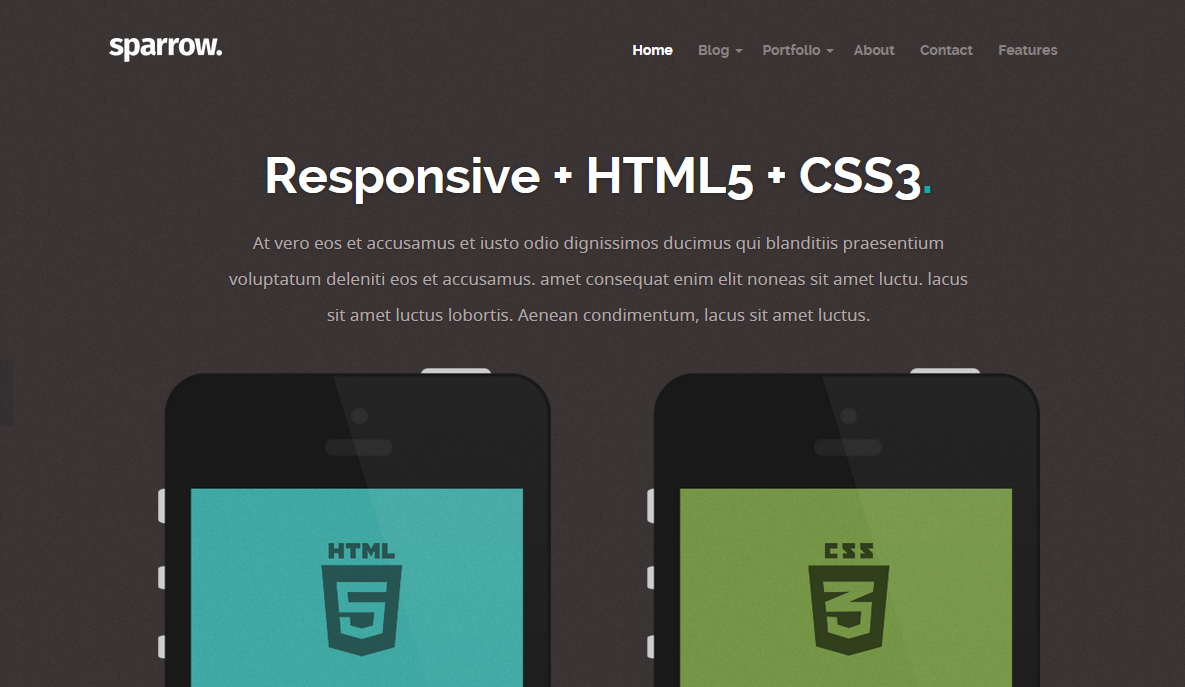 sparrow.
Home Blog Portfolio About Contact Features
Responsive + HTML5 + CSS3.
At vero eos et accusamus et iusto odio dignissimos ducimus qui blanditiis praesentium
voluptatum deleniti eos et accusamus. amet consequat enim elit noneas sit amet luctu. lacus
sit amet luctus lobortis. Aenean condimentum, lacus sit amet luctus.
HTML
5
CSS
3